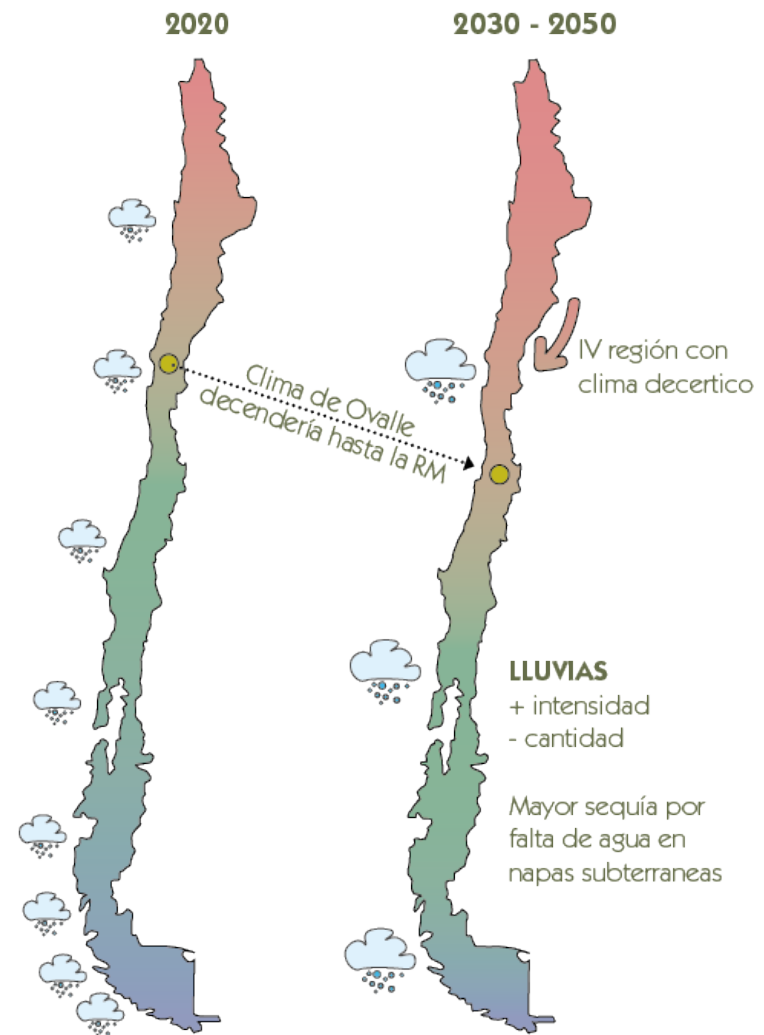 2020
2030 - 2050
IV región con
clima decertico
Clima de Ovalle
decendería hasta la RM
LLUVIAS
+ intensidad
- cantidad
Mayor sequía por
falta de agua en
napas subterraneas